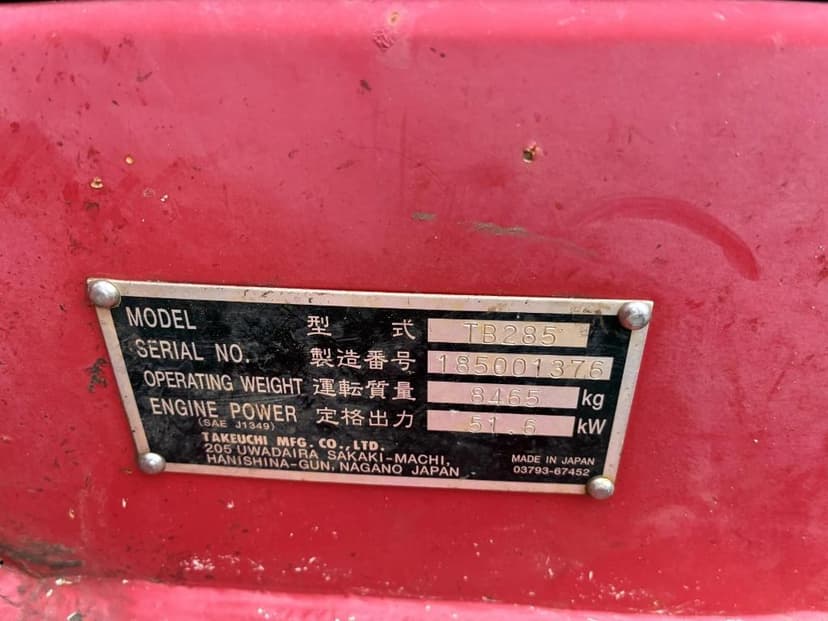 MODEL 型 式 TB285
SERIAL NO. 製造番号 185001376
OPERATING WEIGHT 運転質量 8465 kg
ENGINE POWER 定格出力 51.6 kW
(SAE J1349)
TAKEUCHI MFG. CO.,LTD.
205 UWADAIRA SAKAKI-MACHI,
HANISHINA-GUN, NAGANO JAPAN
MADE IN JAPAN
03793-67452